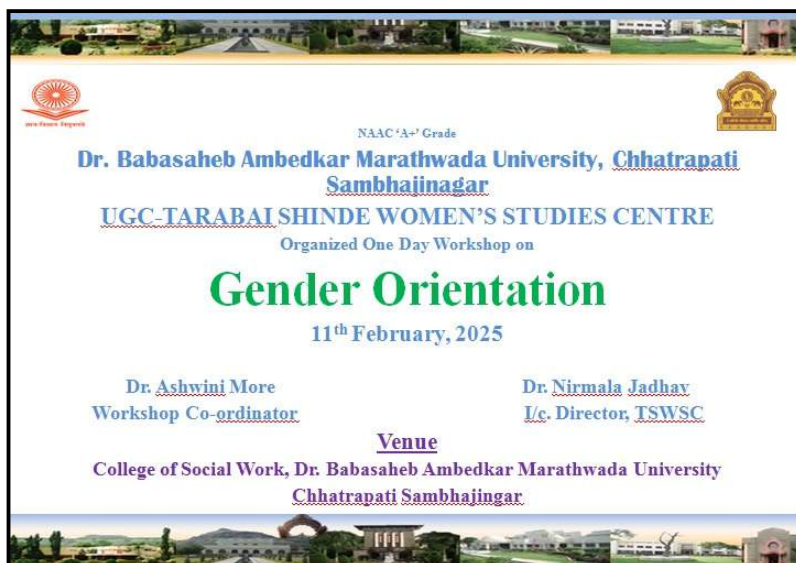 NAAC ‘A+’ Grade
Dr. Babasaheb Ambedkar Marathwada University, Chhatrapati
Sambhajinagar
UGC-TARABAI SHINDE WOMEN’S STUDIES CENTRE
Organized One Day Workshop on
Gender Orientation
11th February, 2025
Dr. Ashwini More
Dr. Nirmala Jadhav
Workshop Co-ordinator
I/c. Director, TSWSC
Venue
College of Social Work, Dr. Babasaheb Ambedkar Marathwada University
Chhatrapati Sambhajingar